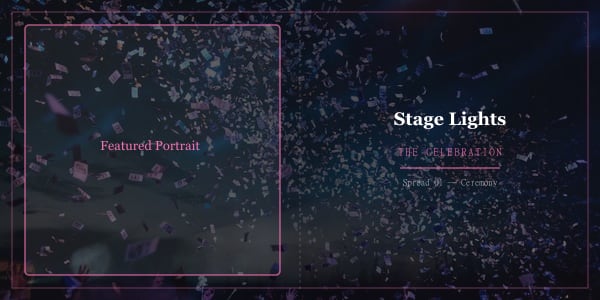 Featured Portrait
Stage Lights
THE CELEBRATION
Spread 01 — Ceremony